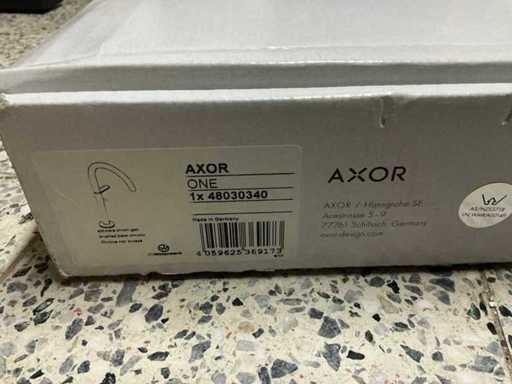 AXOR
ONE
1x 48030340
Made in Germany
4 059625 369173
AXOR
AXOR / Hansgrohe SE
Auestrasse 5 - 9
77761 Schiltach, Germany
axor-design.com